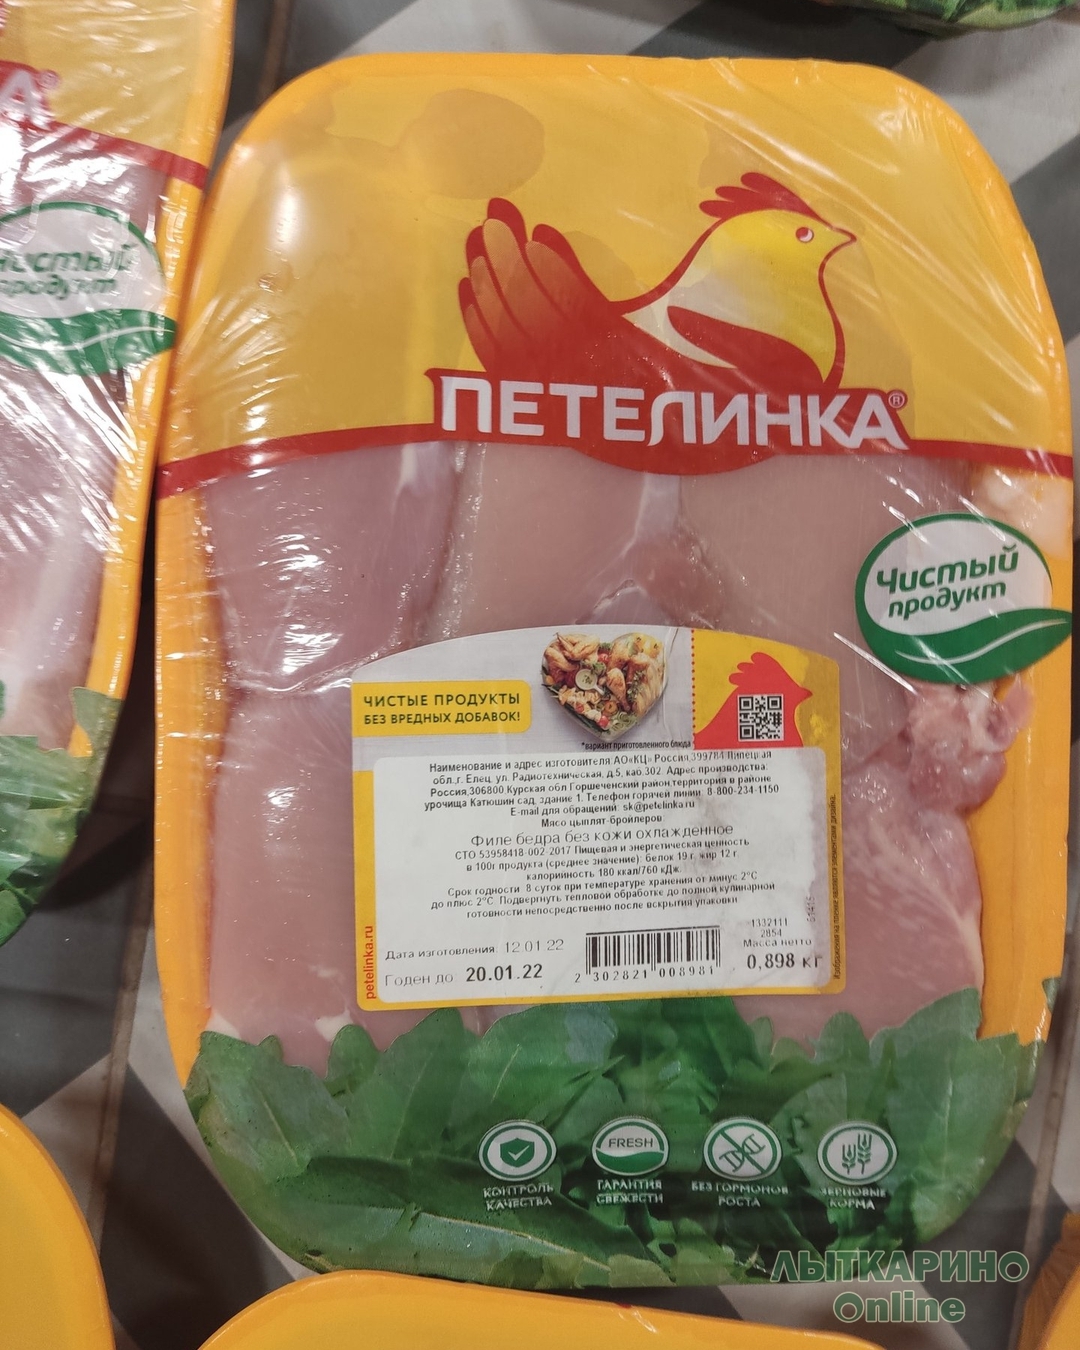 ПЕТЕЛИНКА®
Чистый
продукт
Чистый
продукт
ЧИСТЫЕ ПРОДУКТЫ
БЕЗ ВРЕДНЫХ ДОБАВОК!
*вариант приготовленного блюда
Наименование и адрес изготовителя:АО«КЦ» Россия,399784 Липецкая
обл.,г. Елец, ул. Радиотехническая, д.5, каб.302. Адрес производства:
Россия,306800 Курская обл Горшеченский район,территория в районе
урочища Катюшин сад, здание 1. Телефон горячей линии: 8-800-234-1150
E-mail для обращений: sk@petelinka.ru
Мясо цыплят-бройлеров
Филе бедра без кожи охлажденное
СТО 53958418-002-2017 Пищевая и энергетическая ценность
в 100г продукта (среднее значение): белок 19 г, жир 12 г.
калорийность 180 ккал/760 кДж.
Срок годности: 8 суток при температуре хранения от минус 2°С
до плюс 2°С. Подвергнуть тепловой обработке до полной кулинарной
готовности непосредственно после вскрытия упаковки
1332111
2854
Дата изготовления: 12.01.22
Масса нетто
Годен до 20.01.22
0,898 кг
2 302821 008981
petelinka.ru
FRESH
КОНТРОЛЬ
КАЧЕСТВА
ГАРАНТИЯ
СВЕЖЕСТИ
БЕЗ ГОРМОНОВ
РОСТА
ЗЕРНОВЫЕ
КОРМА
ЛЫТКАРИНО
Online